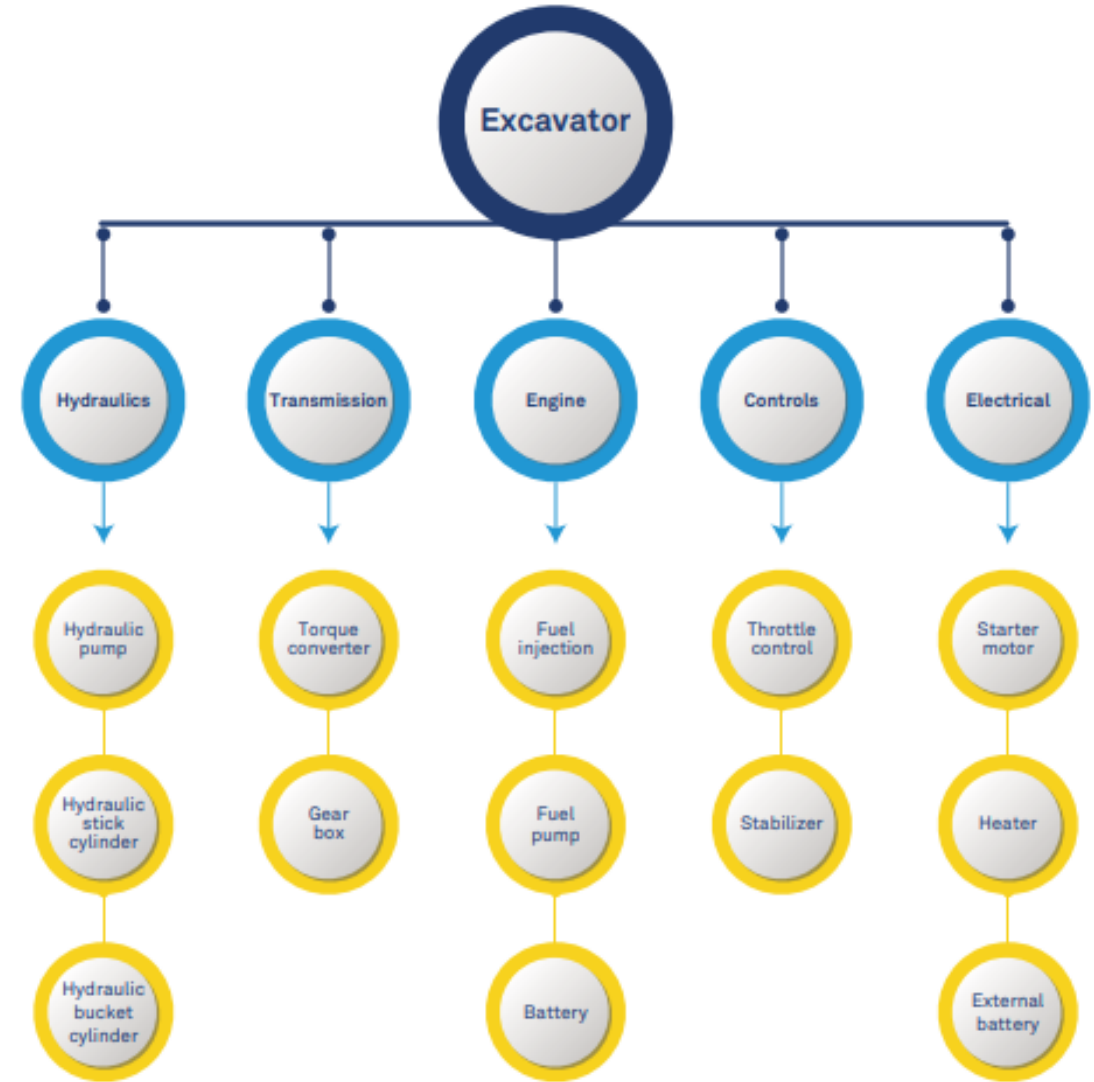 Excavator
Hydraulics
Transmission
Engine
Controls
Electrical
Hydraulic
pump
Torque
converter
Fuel
injection
Throttle
control
Starter
motor
Hydraulic
stick
cylinder
Gear
box
Fuel
pump
Stabilizer
Heater
Hydraulic
bucket
cylinder
Battery
External
battery